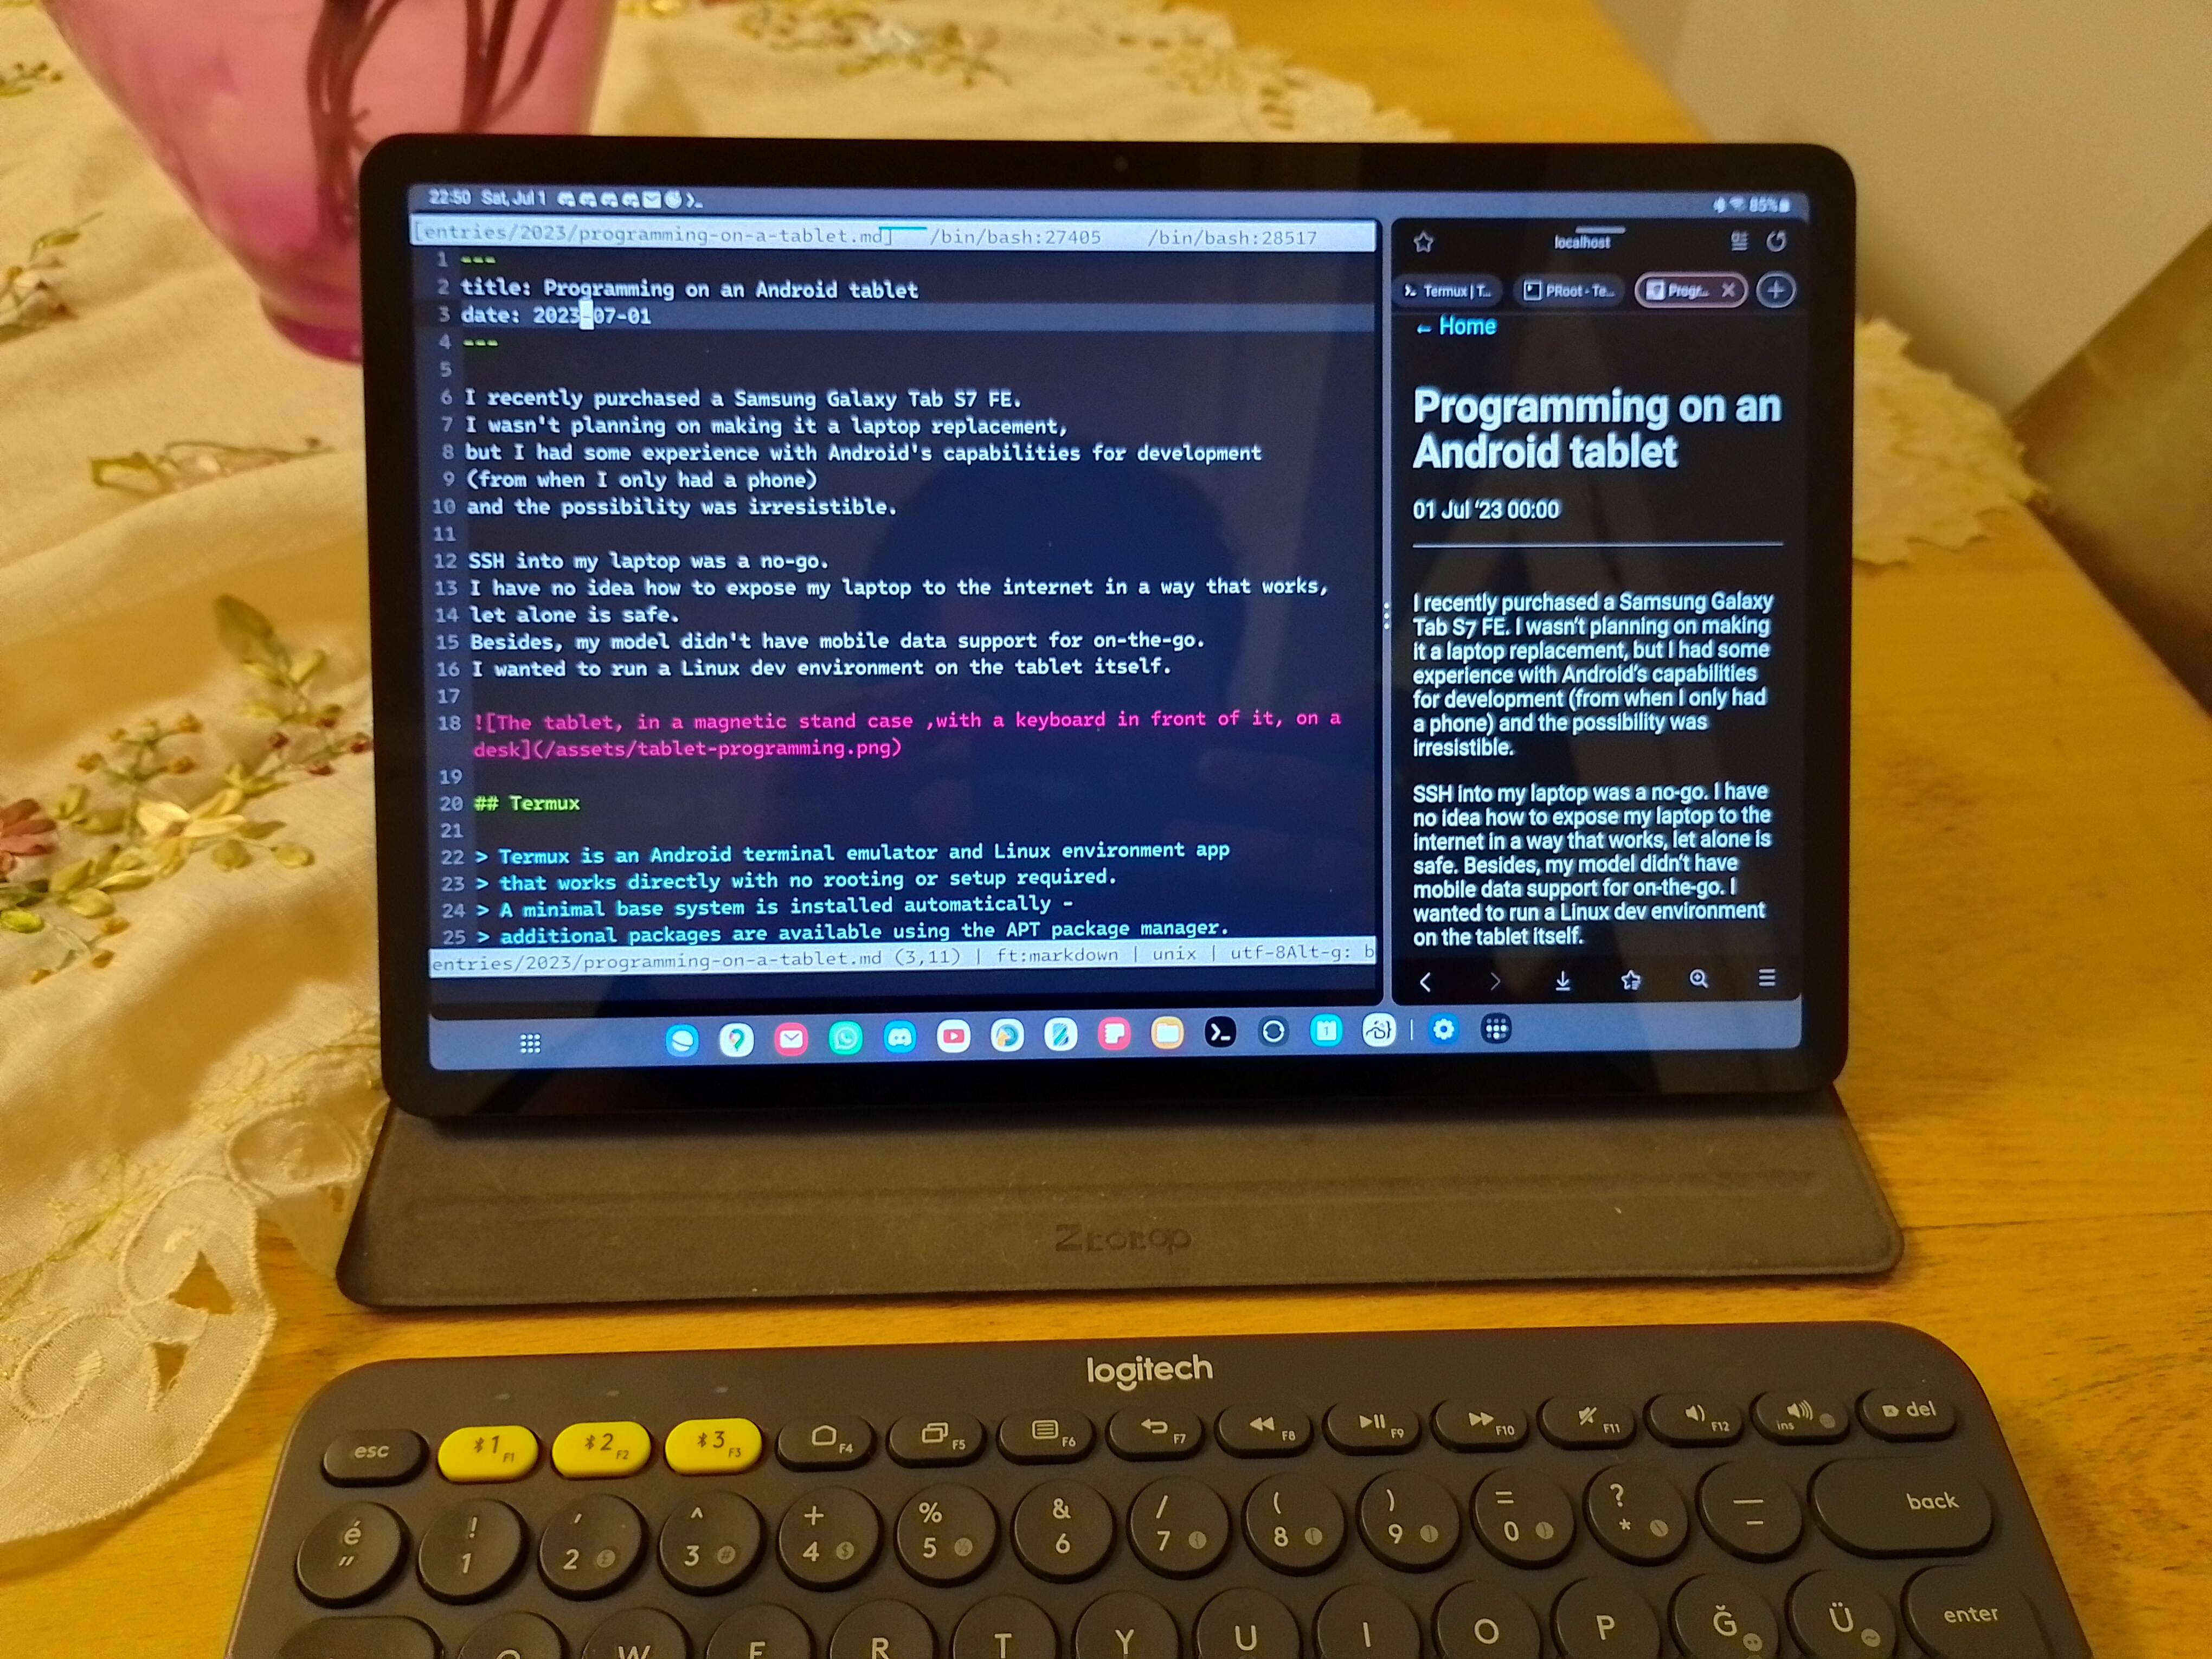 22:50 Sat, Jul 1
85%
[entries/2023/programming-on-a-tablet.md] /bin/bash:27405 /bin/bash:28517
1 ---
2 title: Programming on an Android tablet
3 date: 2023-07-01
4 ---
5
6 I recently purchased a Samsung Galaxy Tab S7 FE.
7 I wasn't planning on making it a laptop replacement,
8 but I had some experience with Android's capabilities for development
9 (from when I only had a phone)
10 and the possibility was irresistible.
11
12 SSH into my laptop was a no-go.
13 I have no idea how to expose my laptop to the internet in a way that works,
14 let alone is safe.
15 Besides, my model didn't have mobile data support for on-the-go.
16 I wanted to run a Linux dev environment on the tablet itself.
17
18 ![The tablet, in a magnetic stand case ,with a keyboard in front of it, on a
desk](/assets/tablet-programming.png)
19
20 ## Termux
21
22 > Termux is an Android terminal emulator and Linux environment app
23 > that works directly with no rooting or setup required.
24 > A minimal base system is installed automatically -
25 > additional packages are available using the APT package manager.
entries/2023/programming-on-a-tablet.md (3,11) | ft:markdown | unix | utf-8Alt-g: b
localhost
Termux | T... PRoot - Te... Progr...
← Home
Programming on an
Android tablet
01 Jul '23 00:00
I recently purchased a Samsung Galaxy
Tab S7 FE. I wasn't planning on making
it a laptop replacement, but I had some
experience with Android's capabilities
for development (from when I only had
a phone) and the possibility was
irresistible.
SSH into my laptop was a no-go. I have
no idea how to expose my laptop to the
internet in a way that works, let alone is
safe. Besides, my model didn't have
mobile data support for on-the-go. I
wanted to run a Linux dev environment
on the tablet itself.
Ztotop
logitech
esc 1 F1 2 F2 3 F3 F4 F5 F6 F7 F8 F9 F10 F11 F12 ins del
é ! ' ^ + % & / ( ) = ? — back
" 1 2 3 4 5 6 7 8 9 0 * -
Q W E R T Y U I O P Ğ Ü enter